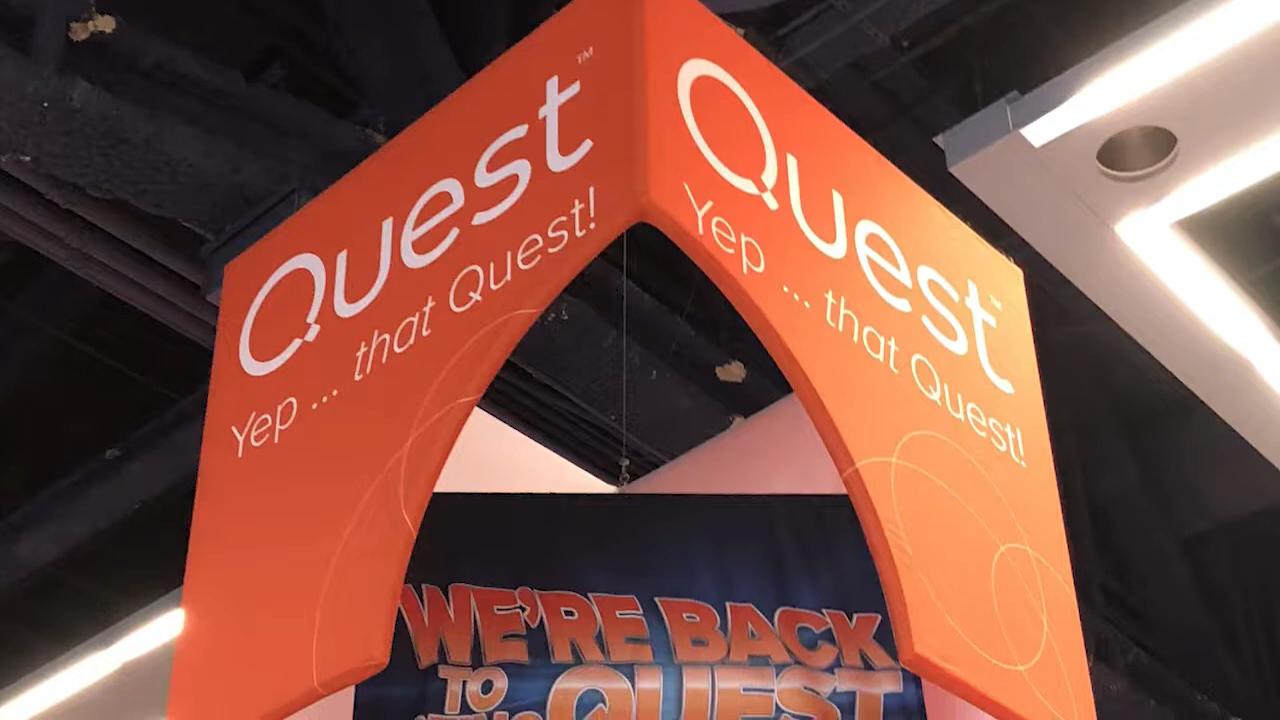 Quest™
Yep ... that Quest!
Quest™
Yep ... that Quest!
WE'RE BACK
TO QUEST